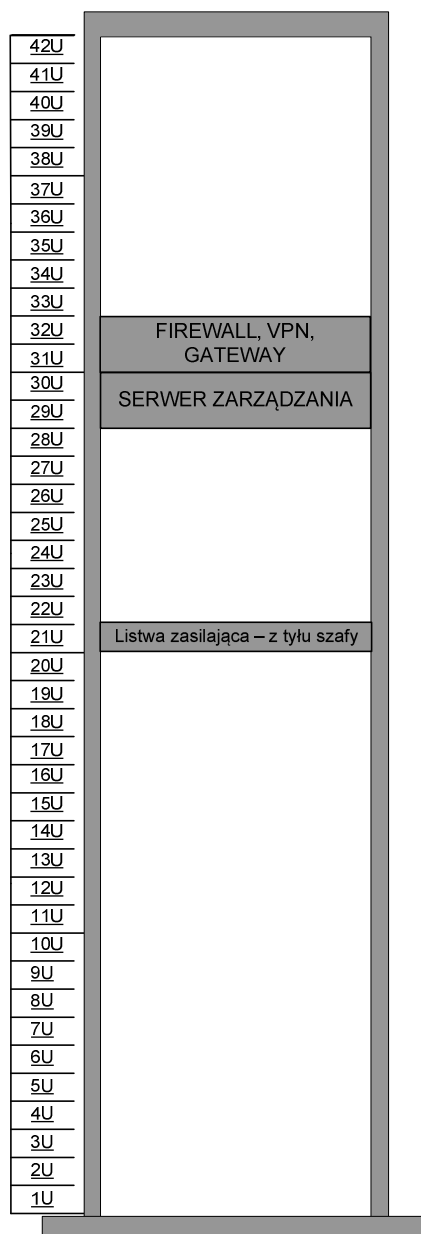 42U
41U
40U
39U
38U
37U
36U
35U
34U
33U
32U
31U
FIREWALL, VPN,
GATEWAY
30U
29U
SERWER ZARZĄDZANIA
28U
27U
26U
25U
24U
23U
22U
21U
Listwa zasilająca – z tyłu szafy
20U
19U
18U
17U
16U
15U
14U
13U
12U
11U
10U
9U
8U
7U
6U
5U
4U
3U
2U
1U